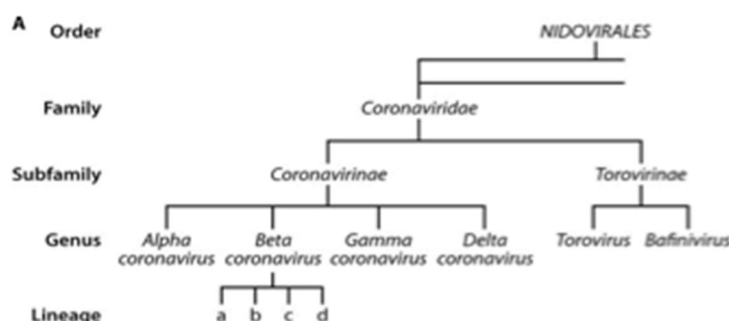 A
Order NIDOVIRALES
Family Coronaviridae
Subfamily Coronavirinae Torovirinae
Genus Alpha coronavirus Beta coronavirus Gamma coronavirus Delta coronavirus Torovirus Bafinivirus
Lineage a b c d